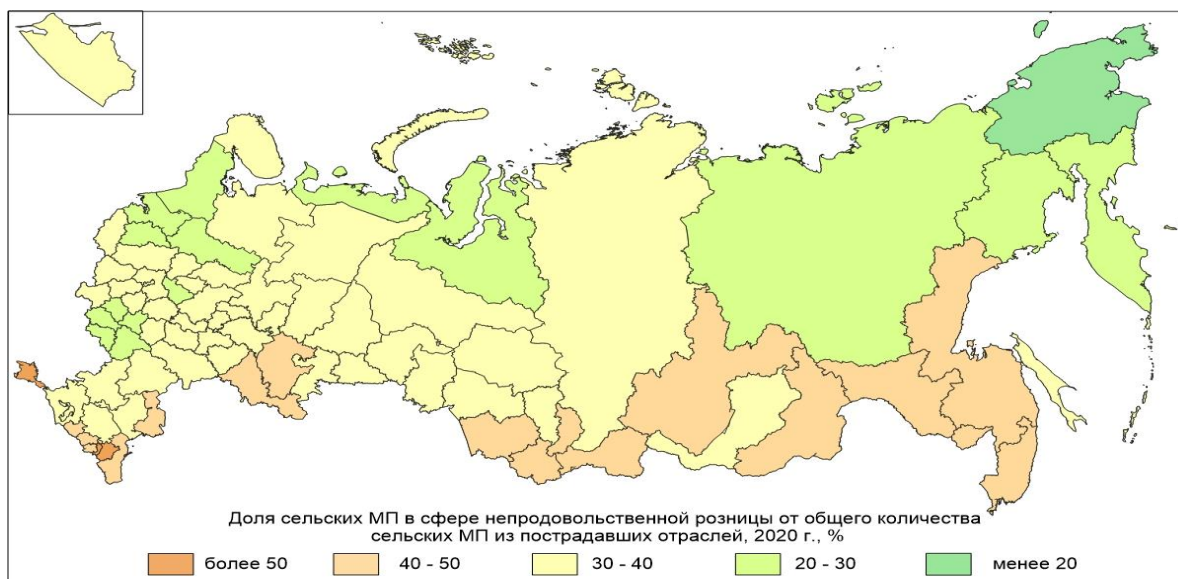 Доля сельских МП в сфере непродовольственной розницы от общего количества
сельских МП из пострадавших отраслей, 2020 г., %
более 50
40 - 50
30 - 40
20 - 30
менее 20